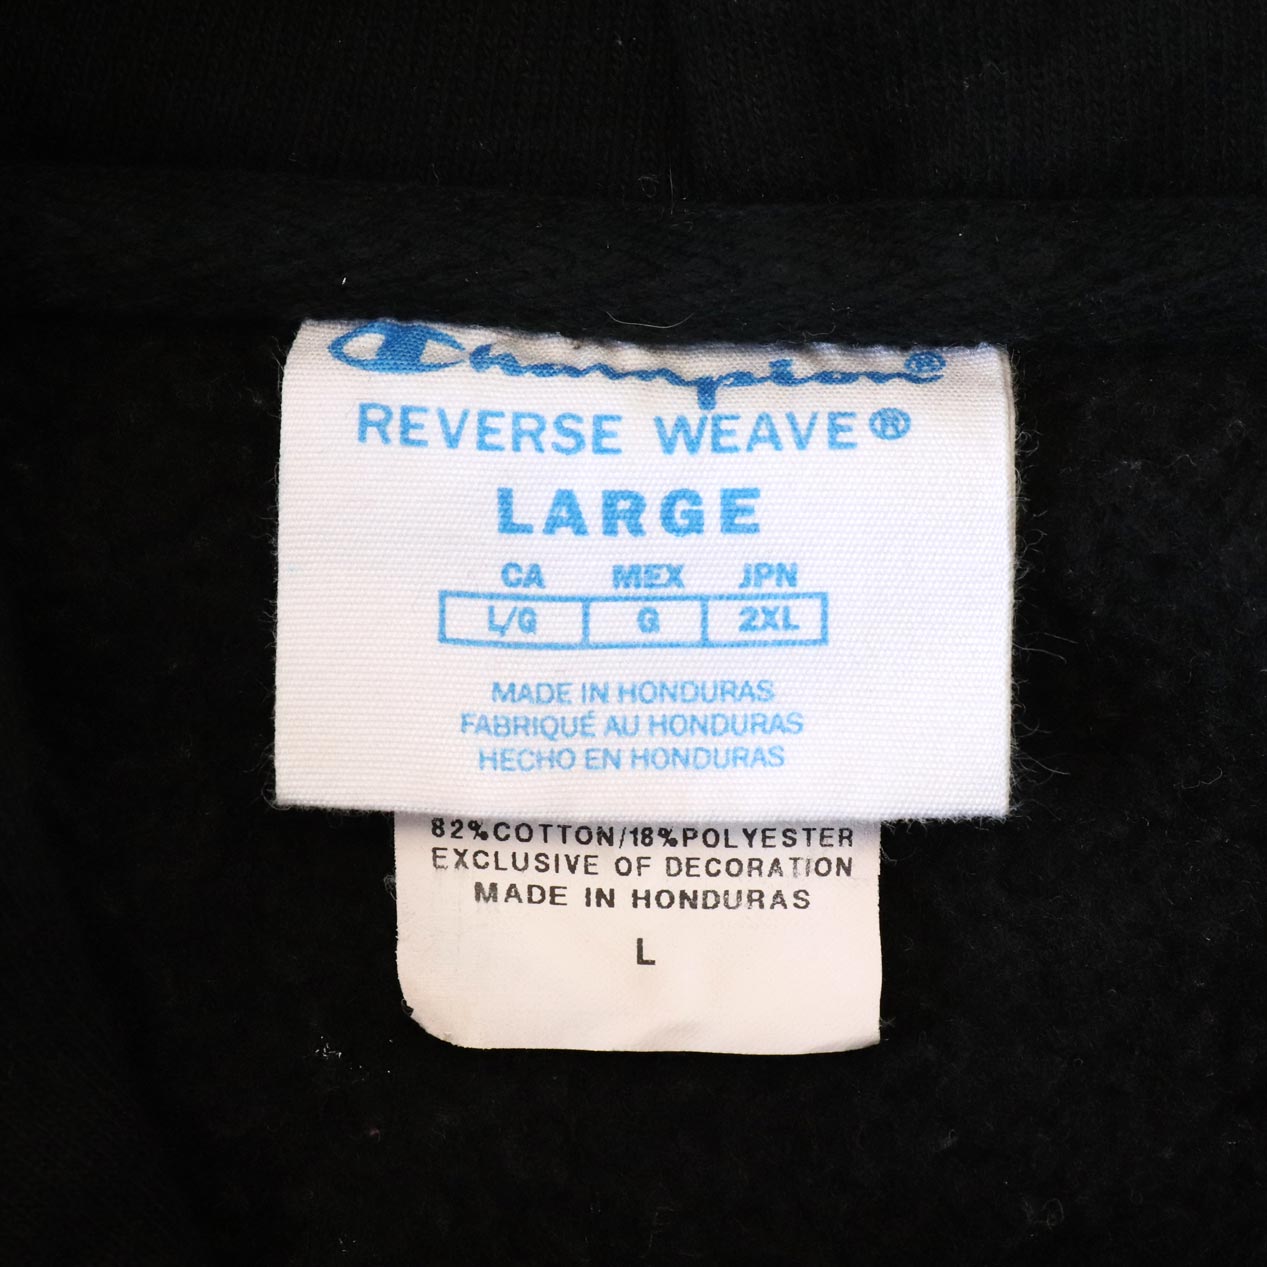 Champion®
REVERSE WEAVE®
LARGE
CA MEX JPN
L/G G 2XL
MADE IN HONDURAS
FABRIQUÉ AU HONDURAS
HECHO EN HONDURAS
82%COTTON/18%POLYESTER
EXCLUSIVE OF DECORATION
MADE IN HONDURAS
L